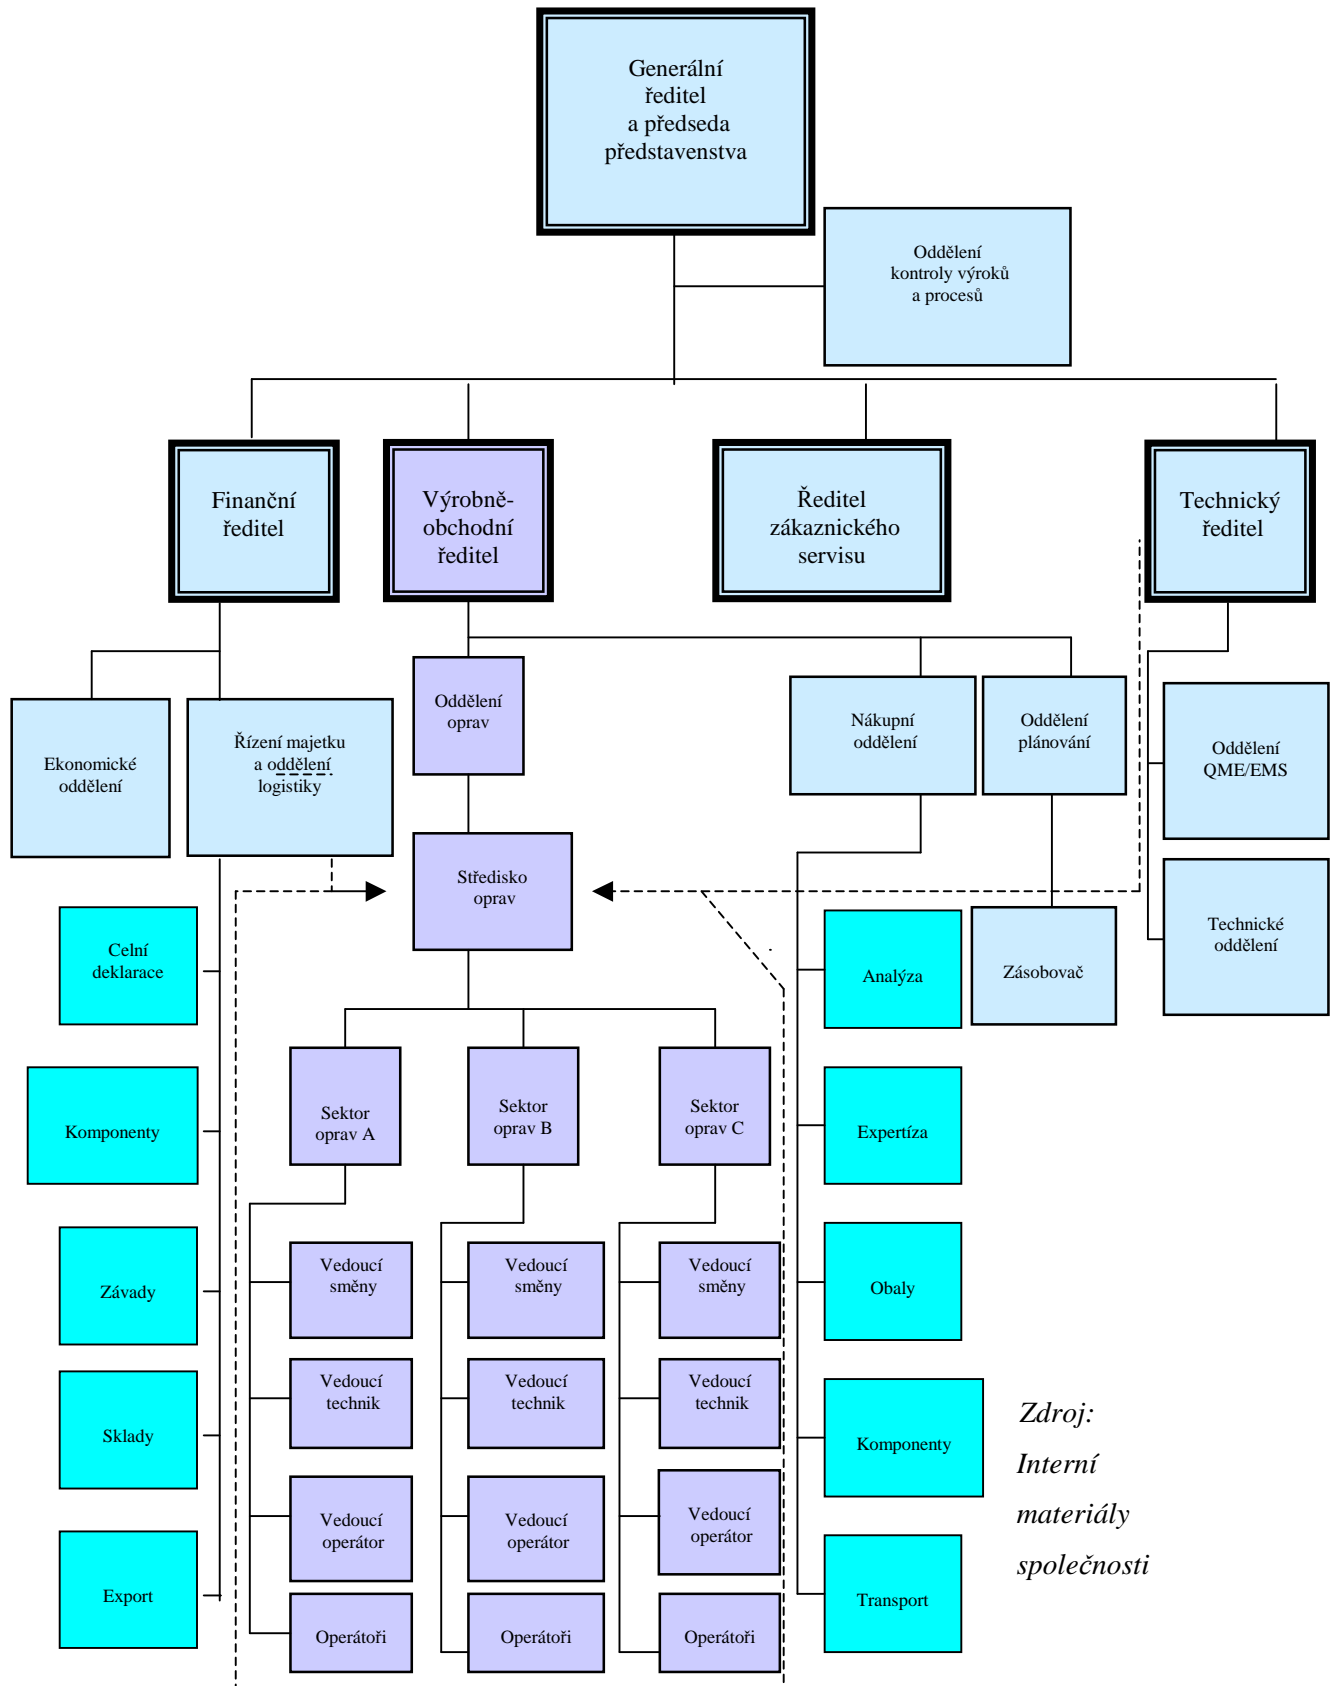 Generální
ředitel
a předseda
představenstva
Oddělení
kontroly výroků
a procesů
Finanční
ředitel
Výrobně-
obchodní
ředitel
Ředitel
zákaznického
servisu
Technický
ředitel
Ekonomické
oddělení
Řízení majetku
a oddělení
logistiky
Oddělení
oprav
Nákupní
oddělení
Oddělení
plánování
Oddělení
QME/EMS
Středisko
oprav
Technické
oddělení
Zásobovač
Celní
deklarace
Komponenty
Závady
Sklady
Export
Sektor
oprav A
Sektor
oprav B
Sektor
oprav C
Vedoucí
směny
Vedoucí
technik
Vedoucí
operátor
Operátoři
Vedoucí
směny
Vedoucí
technik
Vedoucí
operátor
Operátoři
Vedoucí
směny
Vedoucí
technik
Vedoucí
operátor
Operátoři
Analýza
Expertíza
Obaly
Komponenty
Transport
Zdroj:
Interní
materiály
společnosti